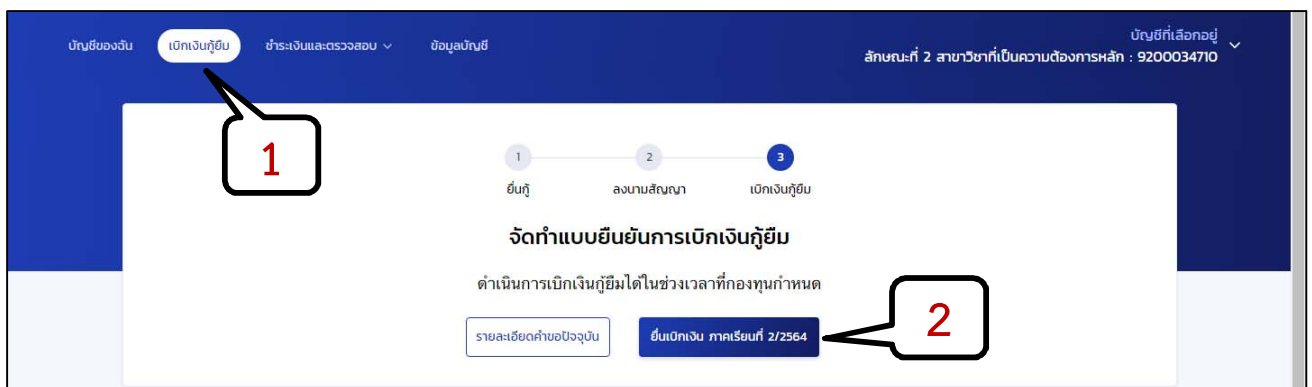 บัญชีของฉัน เบิกเงินกู้ยืม ชำระเงินและตรวจสอบ ข้อมูลบัญชี
บัญชีที่เลือกอยู่
ลักษณะที่ 2 สาขาวิชาที่เป็นความต้องการหลัก : 9200034710
1
1 2 3
ยื่นกู้ ลงนามสัญญา เบิกเงินกู้ยืม
จัดทำแบบยืนยันการเบิกเงินกู้ยืม
ดำเนินการเบิกเงินกู้ยืมได้ในช่วงเวลาที่กองทุนกำหนด
รายละเอียดคำขอปัจจุบัน ยื่นเบิกเงิน ภาคเรียนที่ 2/2564
2